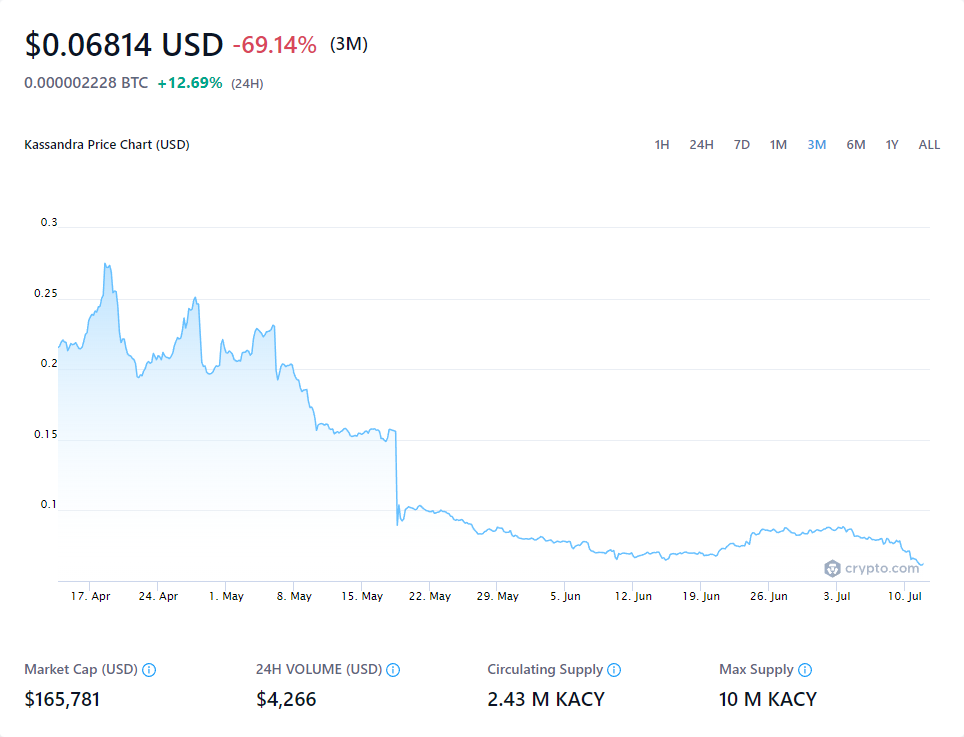 $0.06814 USD -69.14% (3M)
0.000002228 BTC +12.69% (24H)
Kassandra Price Chart (USD) 1H 24H 7D 1M 3M 6M 1Y ALL
0.3
0.25
0.2
0.15
0.1
crypto.com
17. Apr 24. Apr 1. May 8. May 15. May 22. May 29. May 5. Jun 12. Jun 19. Jun 26. Jun 3. Jul 10. Jul
Market Cap (USD) 24H VOLUME (USD) Circulating Supply Max Supply
$165,781 $4,266 2.43 M KACY 10 M KACY